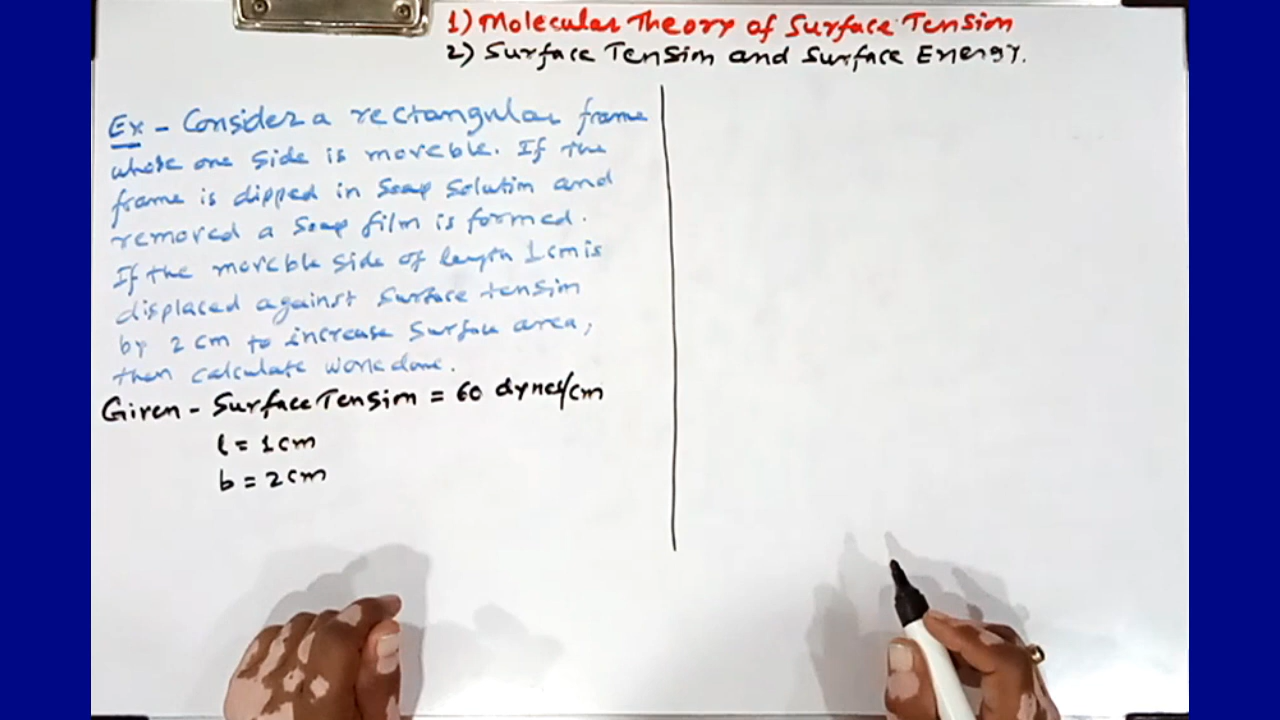 1) Molecular Theory of Surface Tension
2) Surface Tension and Surface Energy.
Ex - Consider a rectangular frame
whose one side is moveble. If the
frame is dipped in soap solution and
removed a soap film is formed.
If the moveble side of length 1cm is
displaced against surface tension
by 2 cm to increase surface area,
then calculate work done.
Given - Surface Tension = 60 dynes/cm
l = 1cm
b = 2cm